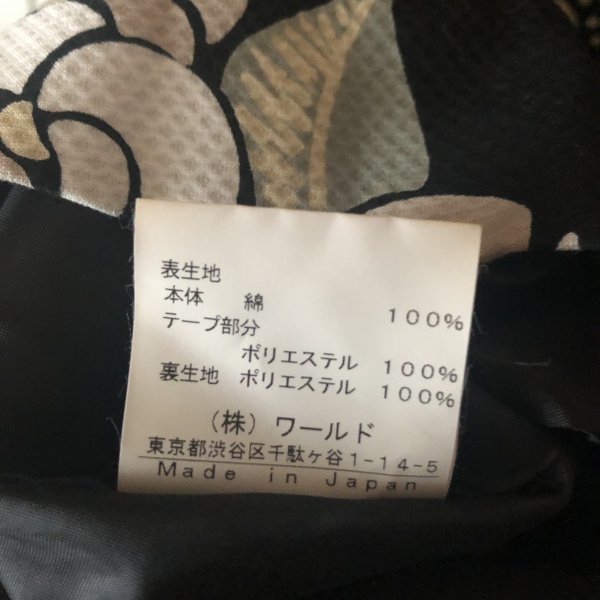 表生地
本体 綿 100%
テープ部分
ポリエステル 100%
裏生地 ポリエステル 100%
(株)ワールド
東京都渋谷区千駄ヶ谷1-14-5
Made in Japan